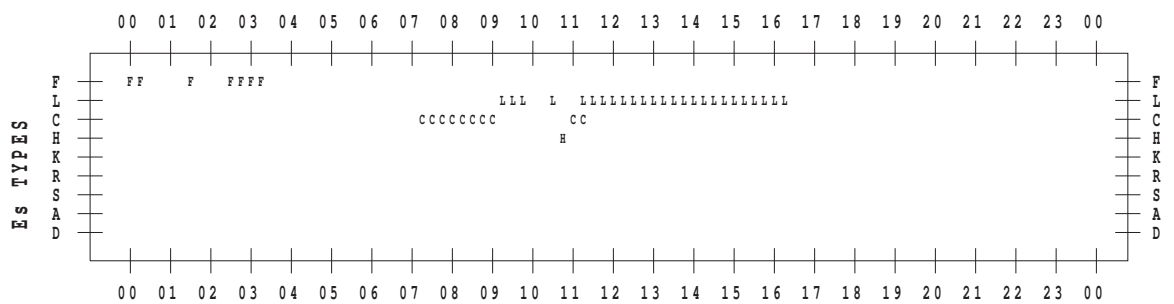 00 01 02 03 04 05 06 07 08 09 10 11 12 13 14 15 16 17 18 19 20 21 22 23 00
Es TYPES
F FF F FFFF F
L LLL L LLLLLLLLLLLLLLLLLLLLL L
C CCCCCCCC CC C
H H H
K K
R R
S S
A A
D D
00 01 02 03 04 05 06 07 08 09 10 11 12 13 14 15 16 17 18 19 20 21 22 23 00